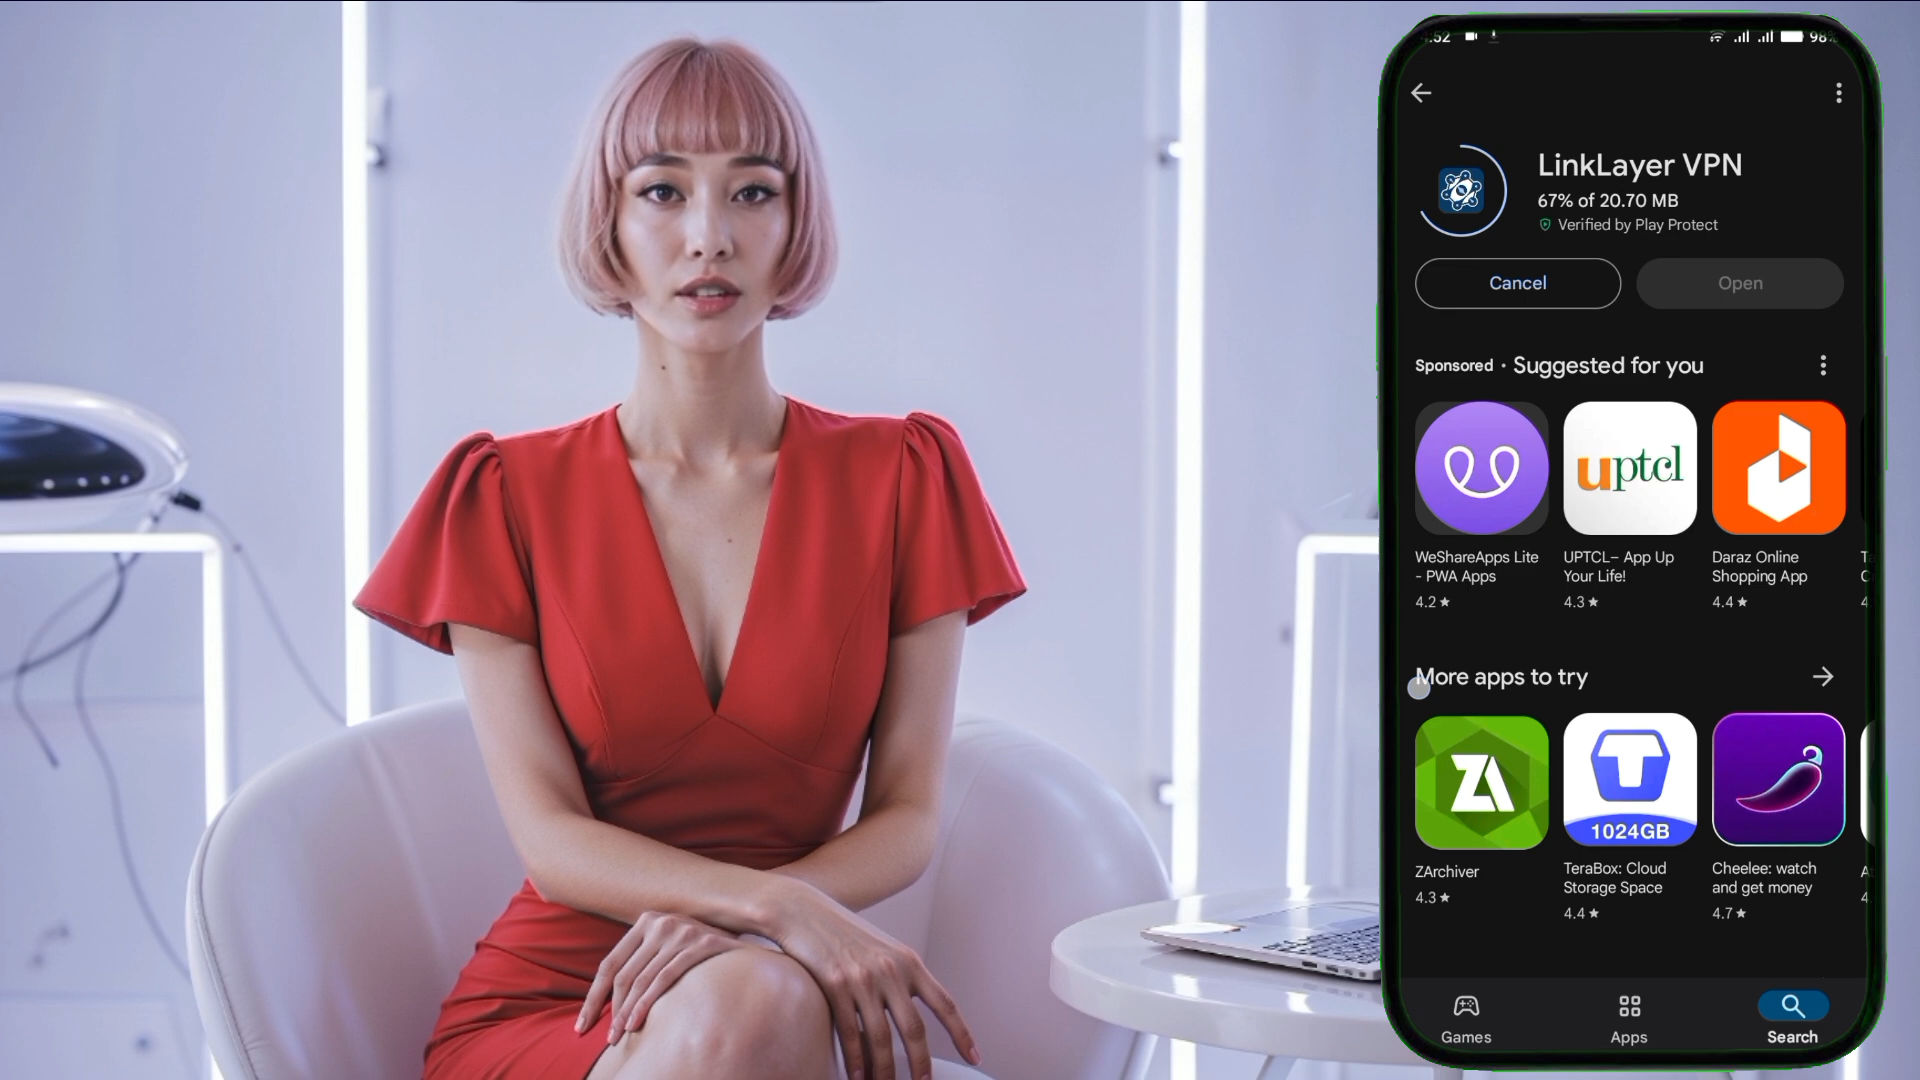 :52
98%
LinkLayer VPN
67% of 20.70 MB
Verified by Play Protect
Cancel
Open
Sponsored · Suggested for you
uptcl
WeShareApps Lite
- PWA Apps
4.2 ★
UPTCL– App Up
Your Life!
4.3 ★
Daraz Online
Shopping App
4.4 ★
More apps to try
ZA
1024GB
ZArchiver
4.3 ★
TeraBox: Cloud
Storage Space
4.4 ★
Cheelee: watch
and get money
4.7 ★
Games
Apps
Search